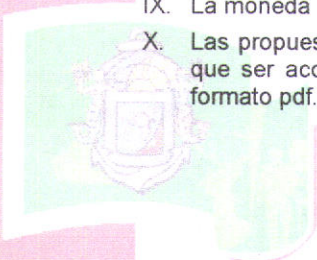 IX. La moneda
X. Las propues
que ser acc
formato pdf.